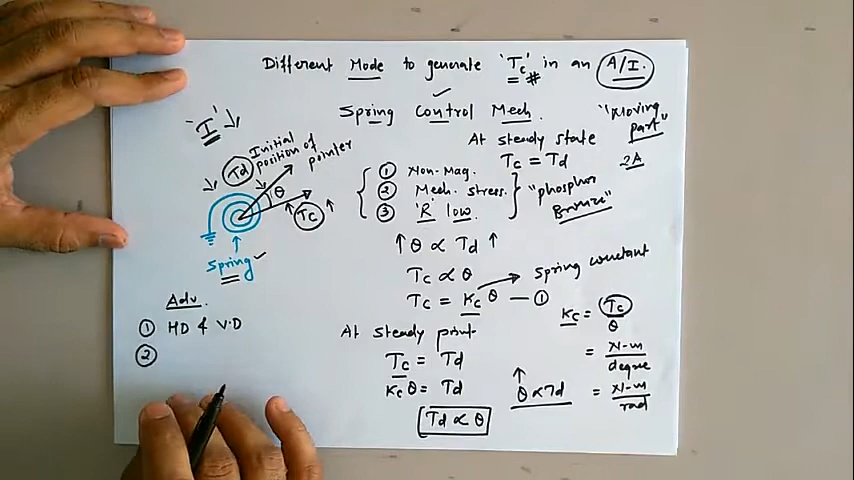 Different Mode to generate 'Tc' in an A/I.
Spring Control Mech.
"Moving part"
2A
'I'
Td
Initial position of pointer
θ
Tc
Spring
At steady state
Tc = Td
① Non-Mag.
② Mech. stress.
③ 'R' low.
"phosphor Bronze"
↑ θ ∝ Td ↑
Tc ∝ θ
Tc = Kc θ — ①
Spring constant
Kc = Tc / θ
= N-m / degree
= N-m / rad
Adv.
① HD & V.D
②
At steady point
Tc = Td
Kc θ = Td
Td ∝ θ
↑
θ ∝ Td